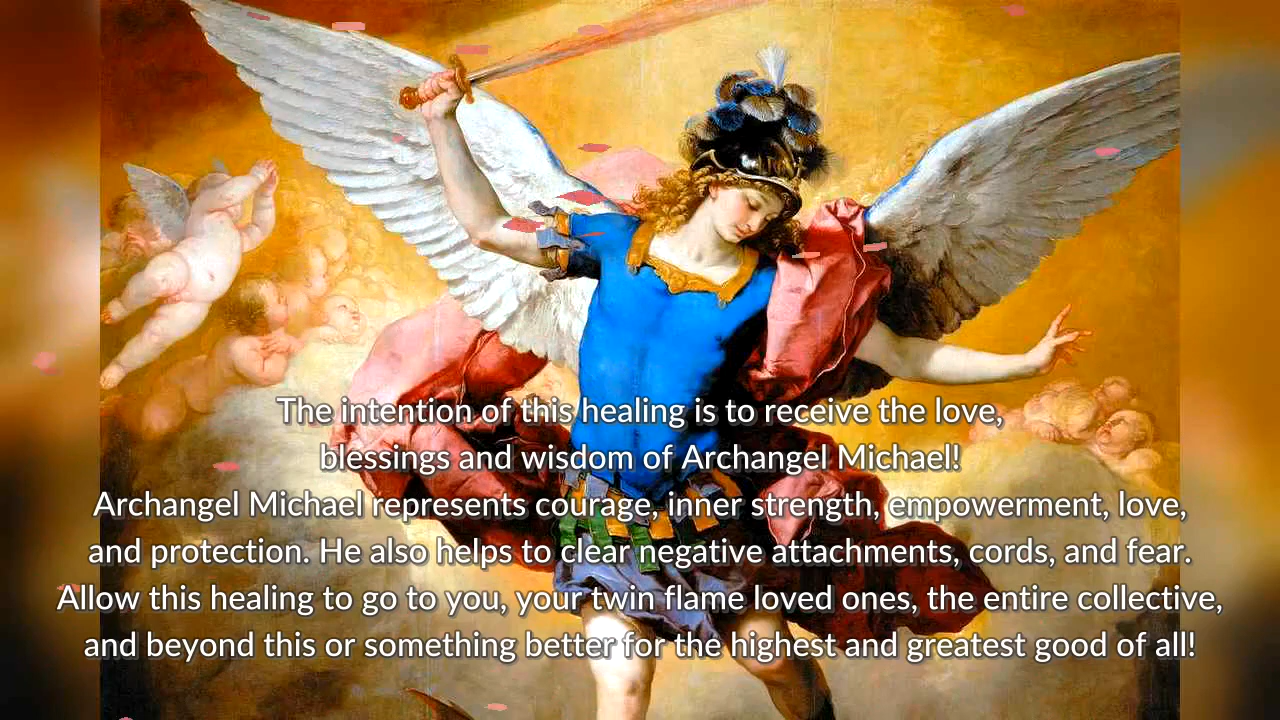 The intention of this healing is to receive the love,
blessings and wisdom of Archangel Michael!
Archangel Michael represents courage, inner strength, empowerment, love,
and protection. He also helps to clear negative attachments, cords, and fear.
Allow this healing to go to you, your twin flame loved ones, the entire collective,
and beyond this or something better for the highest and greatest good of all!